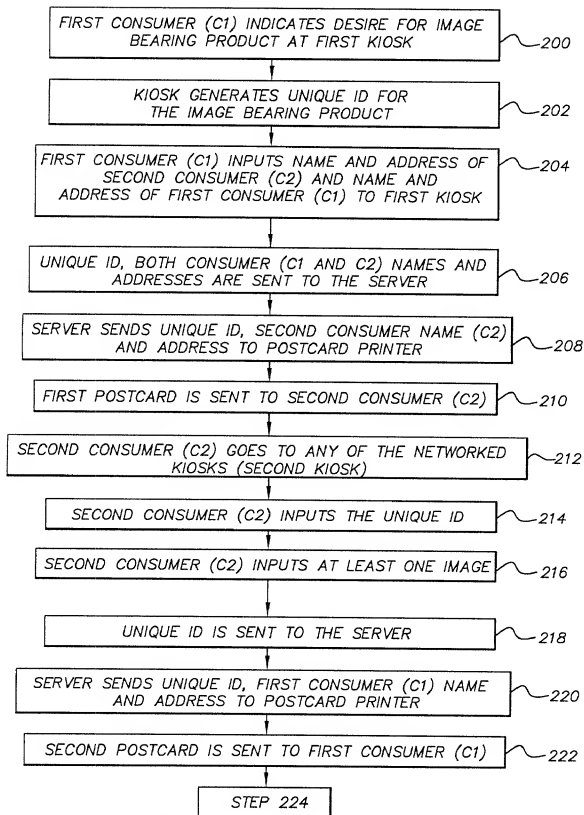 FIRST CONSUMER (C1) INDICATES DESIRE FOR IMAGE
BEARING PRODUCT AT FIRST KIOSK
200
KIOSK GENERATES UNIQUE ID FOR
THE IMAGE BEARING PRODUCT
202
FIRST CONSUMER (C1) INPUTS NAME AND ADDRESS OF
SECOND CONSUMER (C2) AND NAME AND
ADDRESS OF FIRST CONSUMER (C1) TO FIRST KIOSK
204
UNIQUE ID, BOTH CONSUMER (C1 AND C2) NAMES AND
ADDRESSES ARE SENT TO THE SERVER
206
SERVER SENDS UNIQUE ID, SECOND CONSUMER NAME (C2)
AND ADDRESS TO POSTCARD PRINTER
208
FIRST POSTCARD IS SENT TO SECOND CONSUMER (C2)
210
SECOND CONSUMER (C2) GOES TO ANY OF THE NETWORKED
KIOSKS (SECOND KIOSK)
212
SECOND CONSUMER (C2) INPUTS THE UNIQUE ID
214
SECOND CONSUMER (C2) INPUTS AT LEAST ONE IMAGE
216
UNIQUE ID IS SENT TO THE SERVER
218
SERVER SENDS UNIQUE ID, FIRST CONSUMER (C1) NAME
AND ADDRESS TO POSTCARD PRINTER
220
SECOND POSTCARD IS SENT TO FIRST CONSUMER (C1)
222
STEP 224